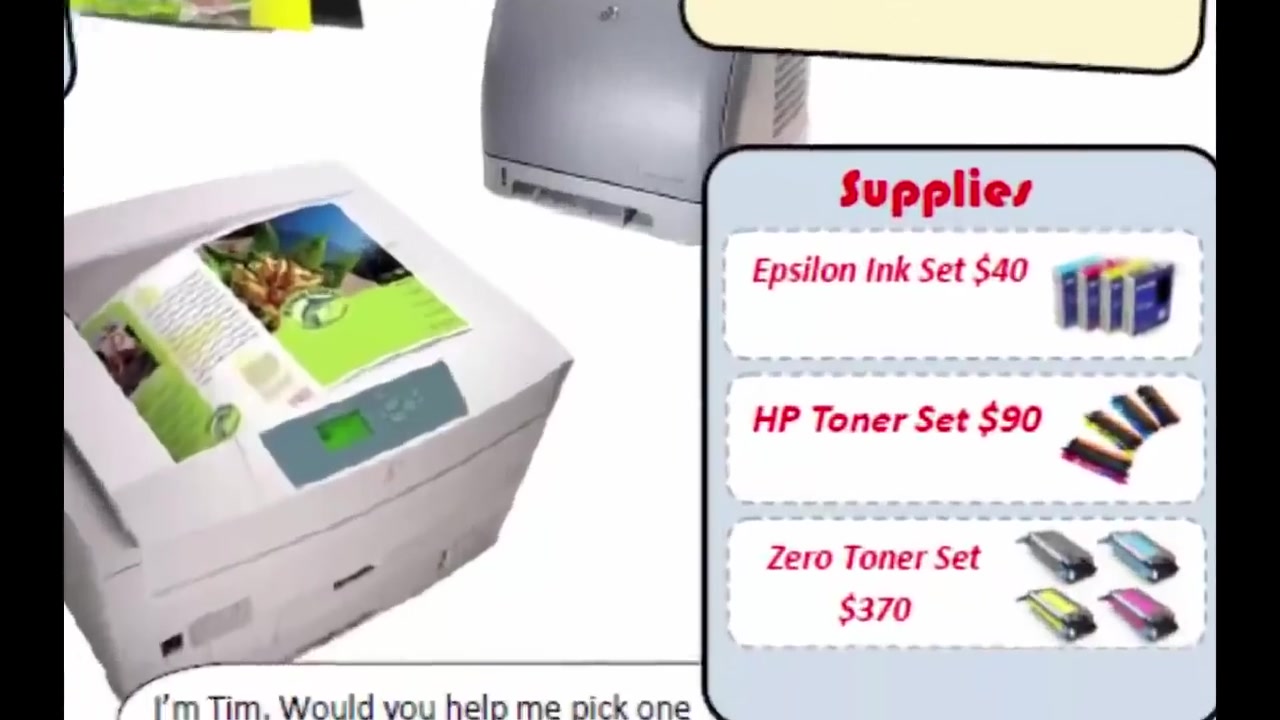 Supplies
Epsilon Ink Set $40
HP Toner Set $90
Zero Toner Set
$370
I'm Tim. Would you help me pick one